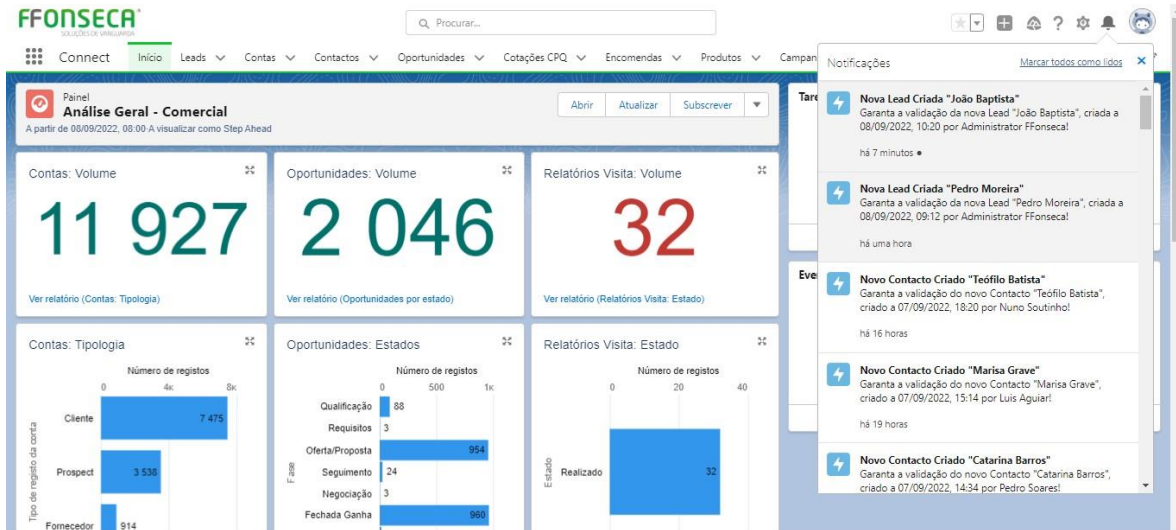 FFONSECA
SOLUÇÕES DE VANGUARDA
Procurar...
Connect
Início
Leads
Contas
Contactos
Oportunidades
Cotações CPQ
Encomendas
Produtos
Campan
Painel
Análise Geral - Comercial
A partir de 08/09/2022, 08:00·A visualizar como Step Ahead
Abrir
Atualizar
Subscrever
Contas: Volume
11 927
Ver relatório (Contas: Tipologia)
Oportunidades: Volume
2 046
Ver relatório (Oportunidades por estado)
Relatórios Visita: Volume
32
Ver relatório (Relatórios Visita: Estado)
Contas: Tipologia
Número de registos
0 4K 8K
Tipo de registo da conta
Cliente 7 475
Prospect 3 538
Fornecedor 914
Oportunidades: Estados
Número de registos
0 500 1K
Fase
Qualificação 88
Requisitos 3
Oferta/Proposta 954
Seguimento 24
Negociação 3
Fechada Ganha 960
Relatórios Visita: Estado
Número de registos
0 20 40
Estado
Realizado 32
Tare
Eve
Notificações
Marcar todos como lidos
Nova Lead Criada "João Baptista"
Garanta a validação da nova Lead "João Baptista", criada a
08/09/2022, 10:20 por Administrator FFonseca!
há 7 minutos •
Nova Lead Criada "Pedro Moreira"
Garanta a validação da nova Lead "Pedro Moreira", criada a
08/09/2022, 09:12 por Administrator FFonseca!
há uma hora
Novo Contacto Criado "Teófilo Batista"
Garanta a validação do novo Contacto "Teófilo Batista",
criado a 07/09/2022, 18:20 por Nuno Soutinho!
há 16 horas
Novo Contacto Criado "Marisa Grave"
Garanta a validação do novo Contacto "Marisa Grave",
criado a 07/09/2022, 15:14 por Luis Aguiar!
há 19 horas
Novo Contacto Criado "Catarina Barros"
Garanta a validação do novo Contacto "Catarina Barros",
criado a 07/09/2022, 14:34 por Pedro Soares!